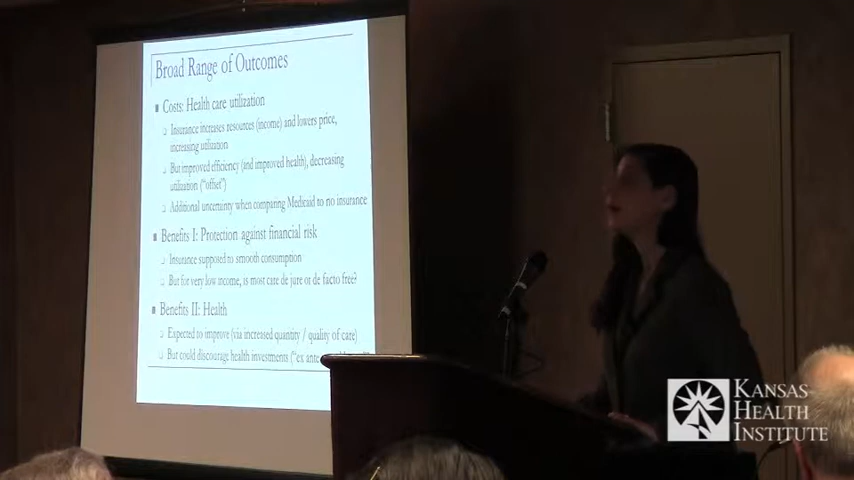 Broad Range of Outcomes
Costs: Health care utilization
Insurance increases resources (income) and lowers price,
increasing utilization
But improved efficiency (and improved health), decreasing
utilization ("offset")
Additional uncertainty when comparing Medicaid to no insurance
Benefits I: Protection against financial risk
Insurance supposed to smooth consumption
But for very low income, is most care de jure or de facto free?
Benefits II: Health
Expected to improve (via increased quantity / quality of care)
But could discourage health investments ("ex ante
KANSAS
HEALTH
INSTITUTE